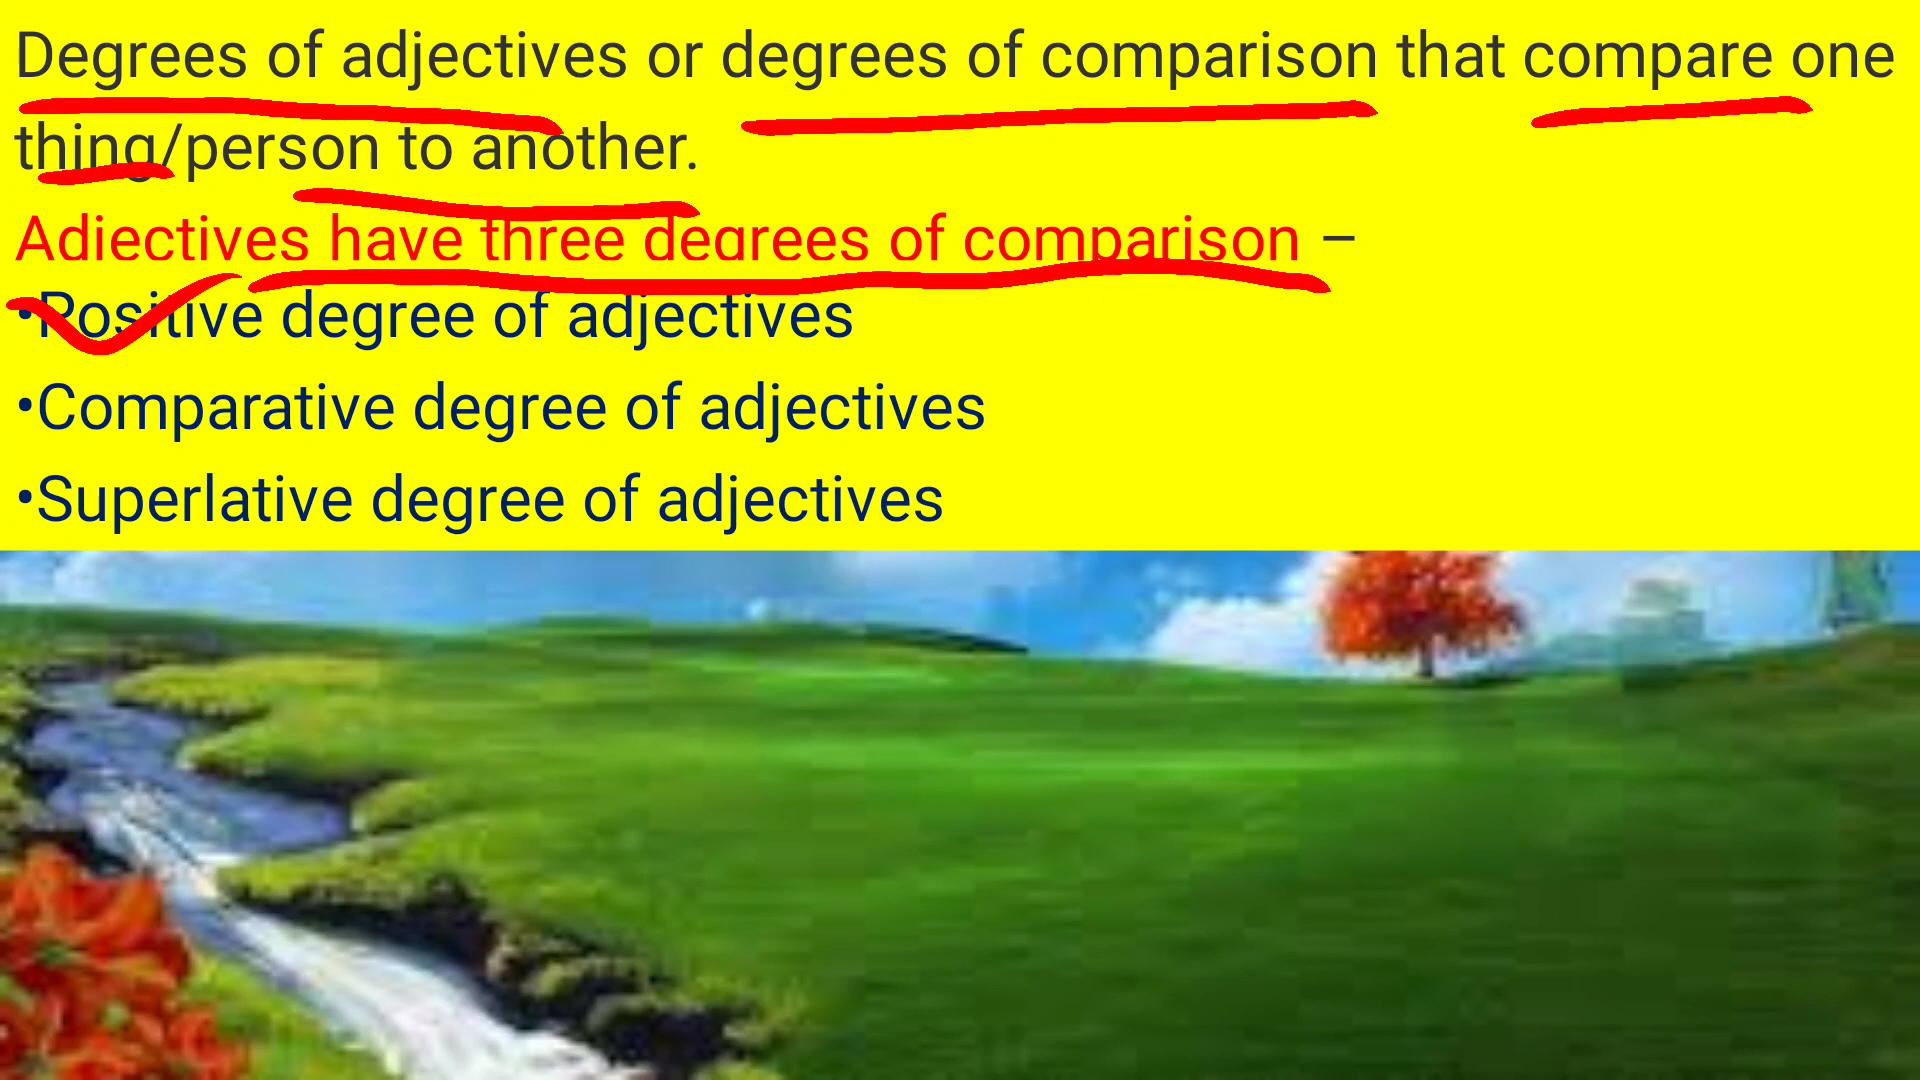 Degrees of adjectives or degrees of comparison that compare one
thing/person to another.
Adjectives have three degrees of comparison –
•Positive degree of adjectives
•Comparative degree of adjectives
•Superlative degree of adjectives